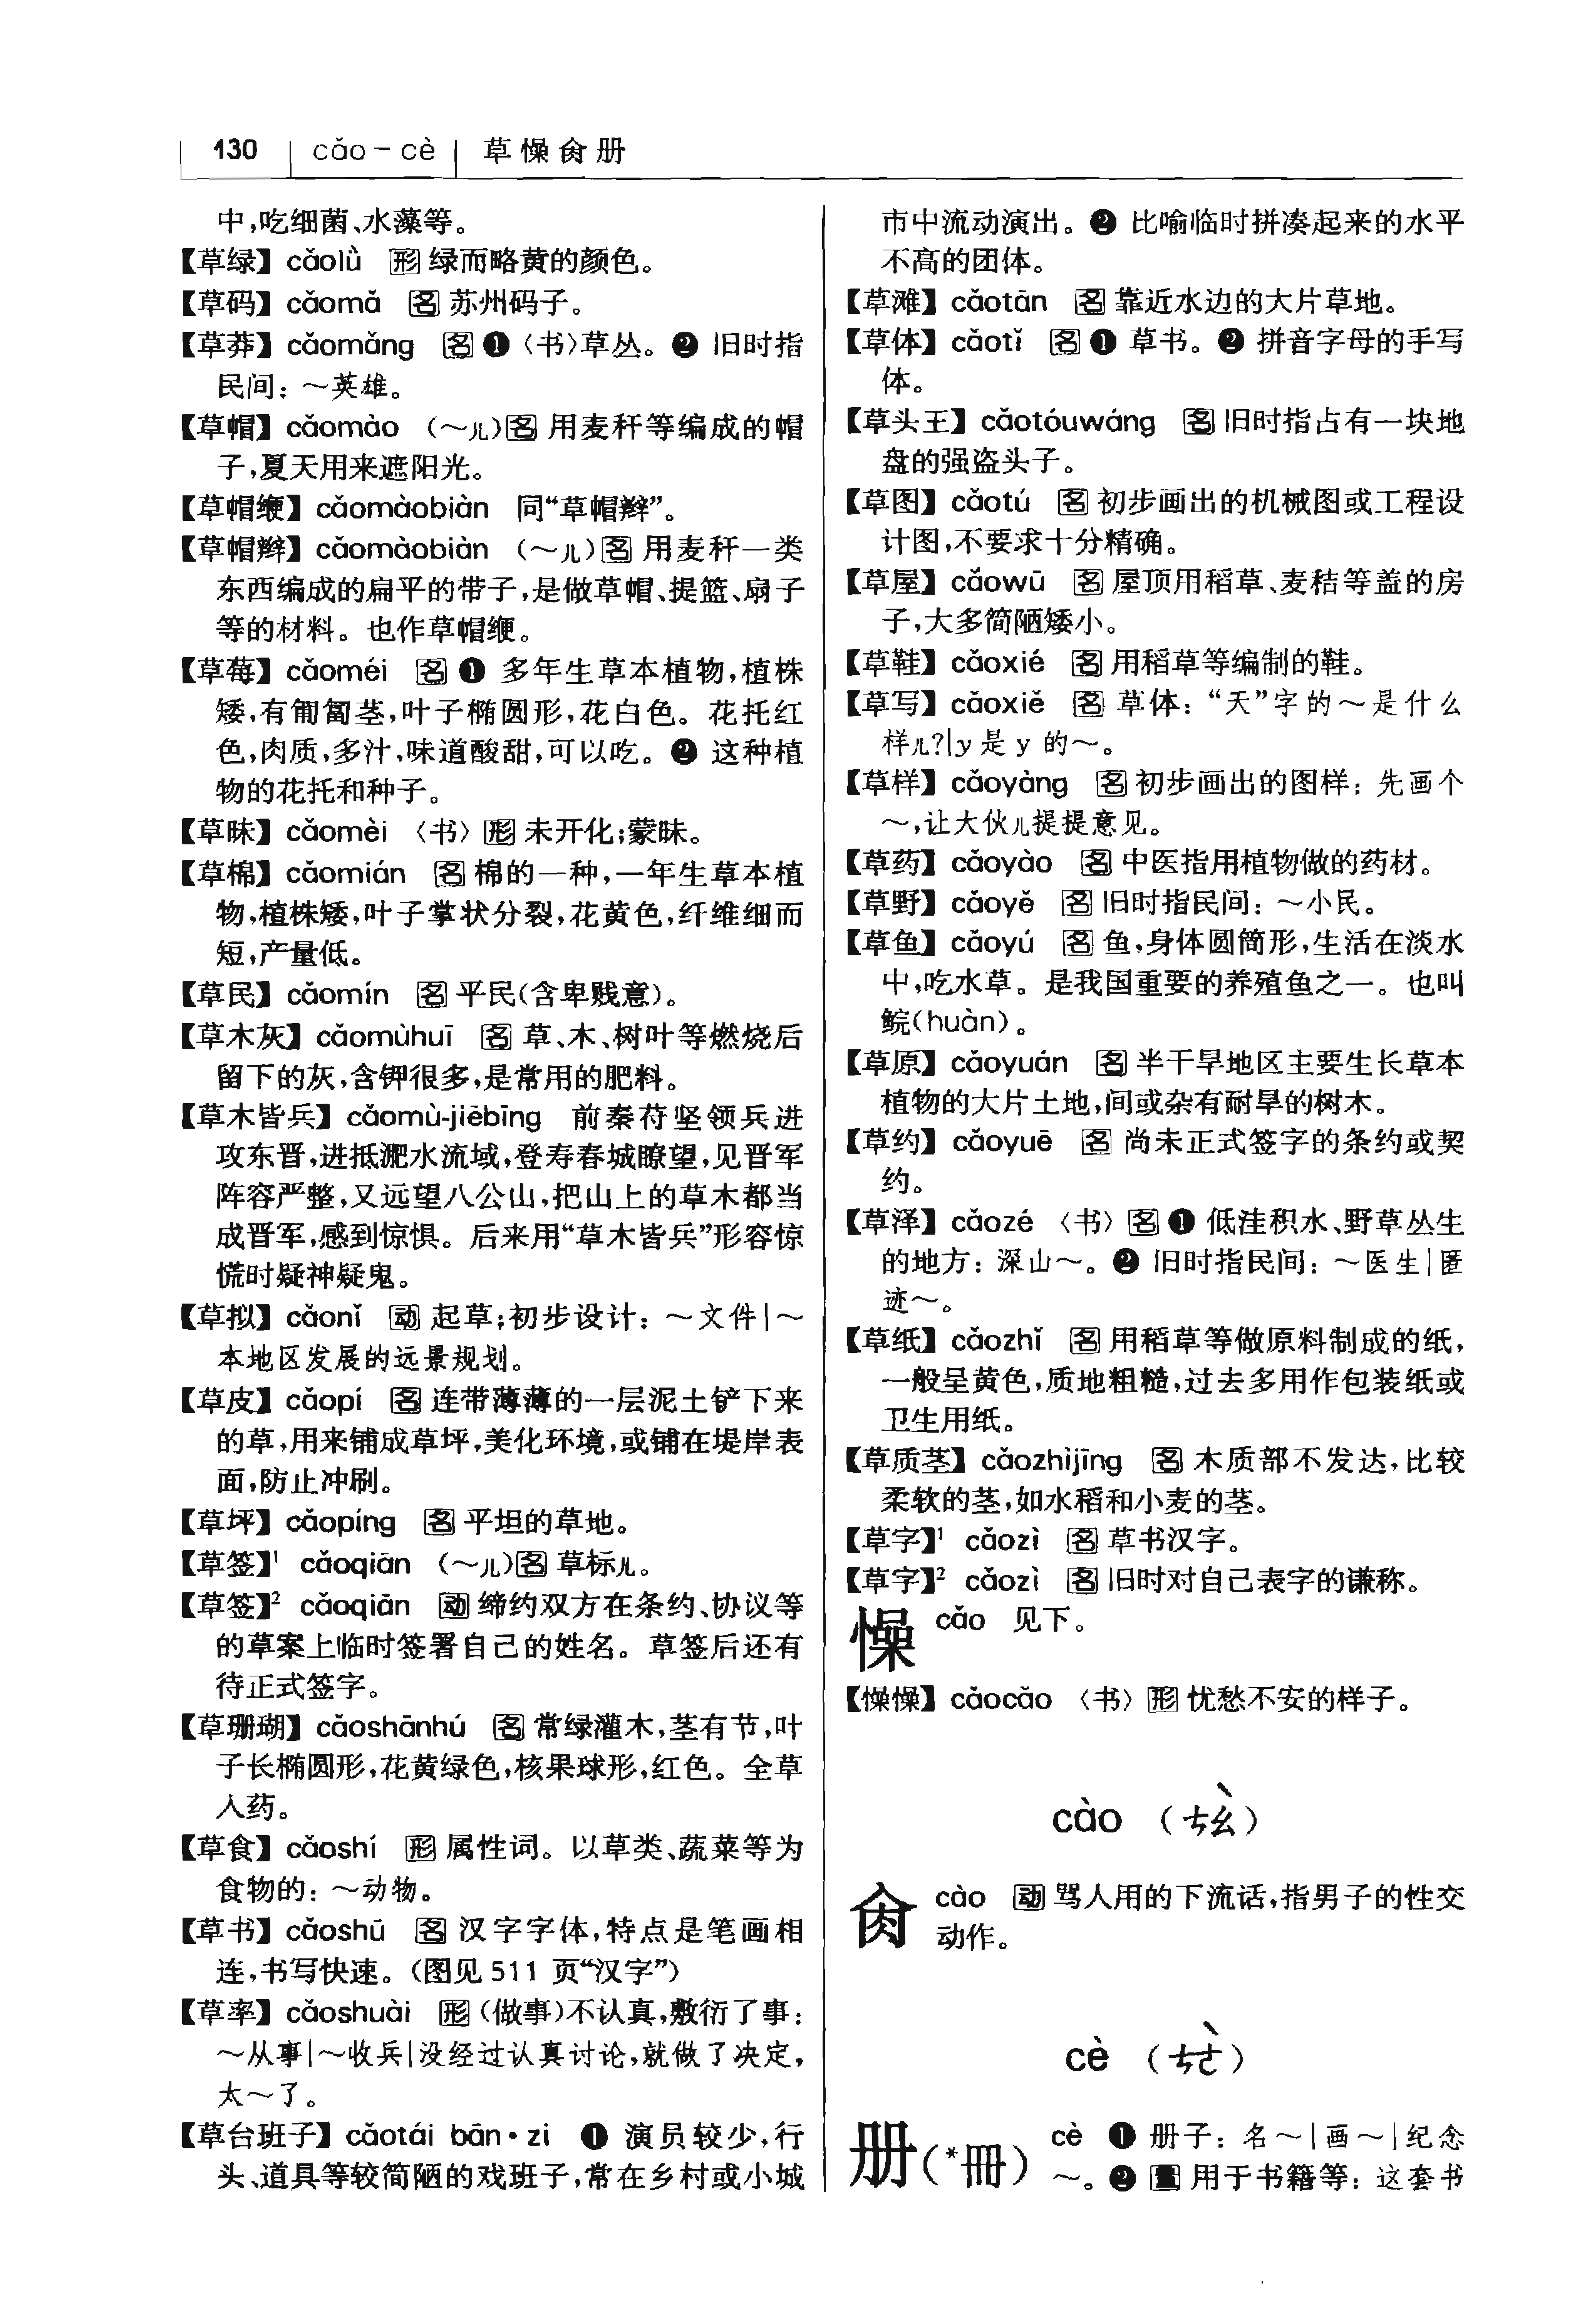 130 cǎo－cè 草懆肏册
中,吃细菌、水藻等。
【草绿】cǎolǜ 形 绿而略黄的颜色。
【草码】cǎomǎ 名 苏州码子。
【草莽】cǎomǎng 名 ❶〈书〉草丛。❷ 旧时指
民间：～英雄。
【草帽】cǎomào （～儿）名 用麦秆等编成的帽
子,夏天用来遮阳光。
【草帽缏】cǎomàobiàn 同“草帽辫”。
【草帽辫】cǎomàobiàn （～儿）名 用麦秆一类
东西编成的扁平的带子,是做草帽、提篮、扇子
等的材料。也作草帽缏。
【草莓】cǎoméi 名 ❶ 多年生草本植物,植株
矮,有匍匐茎,叶子椭圆形,花白色。花托红
色,肉质,多汁,味道酸甜,可以吃。❷ 这种植
物的花托和种子。
【草昧】cǎomèi 〈书〉形 未开化;蒙昧。
【草棉】cǎomián 名 棉的一种,一年生草本植
物,植株矮,叶子掌状分裂,花黄色,纤维细而
短,产量低。
【草民】cǎomín 名 平民(含卑贱意)。
【草木灰】cǎomùhuī 名 草、木、树叶等燃烧后
留下的灰,含钾很多,是常用的肥料。
【草木皆兵】cǎomù-jiēbīng 前秦苻坚领兵进
攻东晋,进抵淝水流域,登寿春城瞭望,见晋军
阵容严整,又远望八公山,把山上的草木都当
成晋军,感到惊惧。后来用“草木皆兵”形容惊
慌时疑神疑鬼。
【草拟】cǎonǐ 动 起草;初步设计：～文件|～
本地区发展的远景规划。
【草皮】cǎopí 名 连带薄薄的一层泥土铲下来
的草,用来铺成草坪,美化环境,或铺在堤岸表
面,防止冲刷。
【草坪】cǎopíng 名 平坦的草地。
【草签】¹ cǎoqiān （～儿）名 草标儿。
【草签】² cǎoqiān 动 缔约双方在条约、协议等
的草案上临时签署自己的姓名。草签后还有
待正式签字。
【草珊瑚】cǎoshānhú 名 常绿灌木,茎有节,叶
子长椭圆形,花黄绿色,核果球形,红色。全草
入药。
【草食】cǎoshí 形 属性词。以草类、蔬菜等为
食物的：～动物。
【草书】cǎoshū 名 汉字字体,特点是笔画相
连,书写快速。(图见 511 页“汉字”)
【草率】cǎoshuài 形 (做事)不认真,敷衍了事：
～从事|～收兵|没经过认真讨论,就做了决定,
太～了。
【草台班子】cǎotái bān·zi ❶ 演员较少,行
头、道具等较简陋的戏班子,常在乡村或小城
市中流动演出。❷ 比喻临时拼凑起来的水平
不高的团体。
【草滩】cǎotān 名 靠近水边的大片草地。
【草体】cǎotǐ 名 ❶ 草书。❷ 拼音字母的手写
体。
【草头王】cǎotóuwáng 名 旧时指占有一块地
盘的强盗头子。
【草图】cǎotú 名 初步画出的机械图或工程设
计图,不要求十分精确。
【草屋】cǎowū 名 屋顶用稻草、麦秸等盖的房
子,大多简陋矮小。
【草鞋】cǎoxié 名 用稻草等编制的鞋。
【草写】cǎoxiě 名 草体：“天”字的～是什么
样儿?|y 是 y 的～。
【草样】cǎoyàng 名 初步画出的图样：先画个
～,让大伙儿提提意见。
【草药】cǎoyào 名 中医指用植物做的药材。
【草野】cǎoyě 名 旧时指民间：～小民。
【草鱼】cǎoyú 名 鱼,身体圆筒形,生活在淡水
中,吃水草。是我国重要的养殖鱼之一。也叫
鲩(huàn)。
【草原】cǎoyuán 名 半干旱地区主要生长草本
植物的大片土地,间或杂有耐旱的树木。
【草约】cǎoyuē 名 尚未正式签字的条约或契
约。
【草泽】cǎozé 〈书〉名 ❶ 低洼积水、野草丛生
的地方：深山～。❷ 旧时指民间：～医生|匿
迹～。
【草纸】cǎozhǐ 名 用稻草等做原料制成的纸,
一般呈黄色,质地粗糙,过去多用作包装纸或
卫生用纸。
【草质茎】cǎozhìjīng 名 木质部不发达,比较
柔软的茎,如水稻和小麦的茎。
【草字】¹ cǎozì 名 草书汉字。
【草字】² cǎozì 名 旧时对自己表字的谦称。
懆 cǎo 见下。
【懆懆】cǎocǎo 〈书〉形 忧愁不安的样子。
cào （ㄘㄠˋ）
肏 cào 动 骂人用的下流话,指男子的性交
动作。
cè （ㄘㄜˋ）
册(*冊) cè ❶ 册子：名～|画～|纪念
～。❷ 量 用于书籍等：这套书